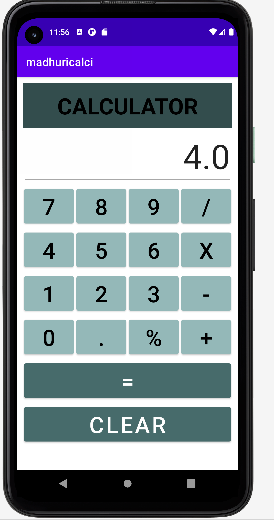 11:56
madhuricalci
CALCULATOR
4.0
7 8 9 /
4 5 6 X
1 2 3 -
0 . % +
=
CLEAR